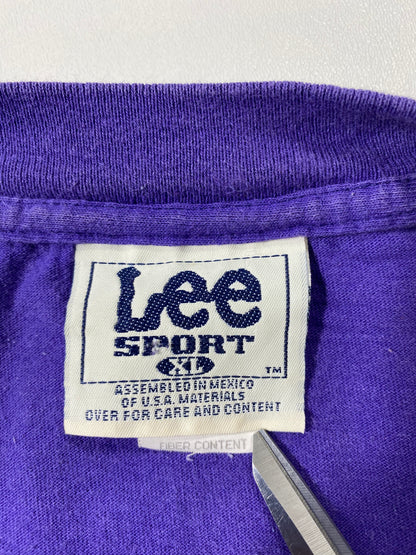 Lee
SPORT
XL
TM
ASSEMBLED IN MEXICO
OF U.S.A. MATERIALS
OVER FOR CARE AND CONTENT
FIBER CONTENT